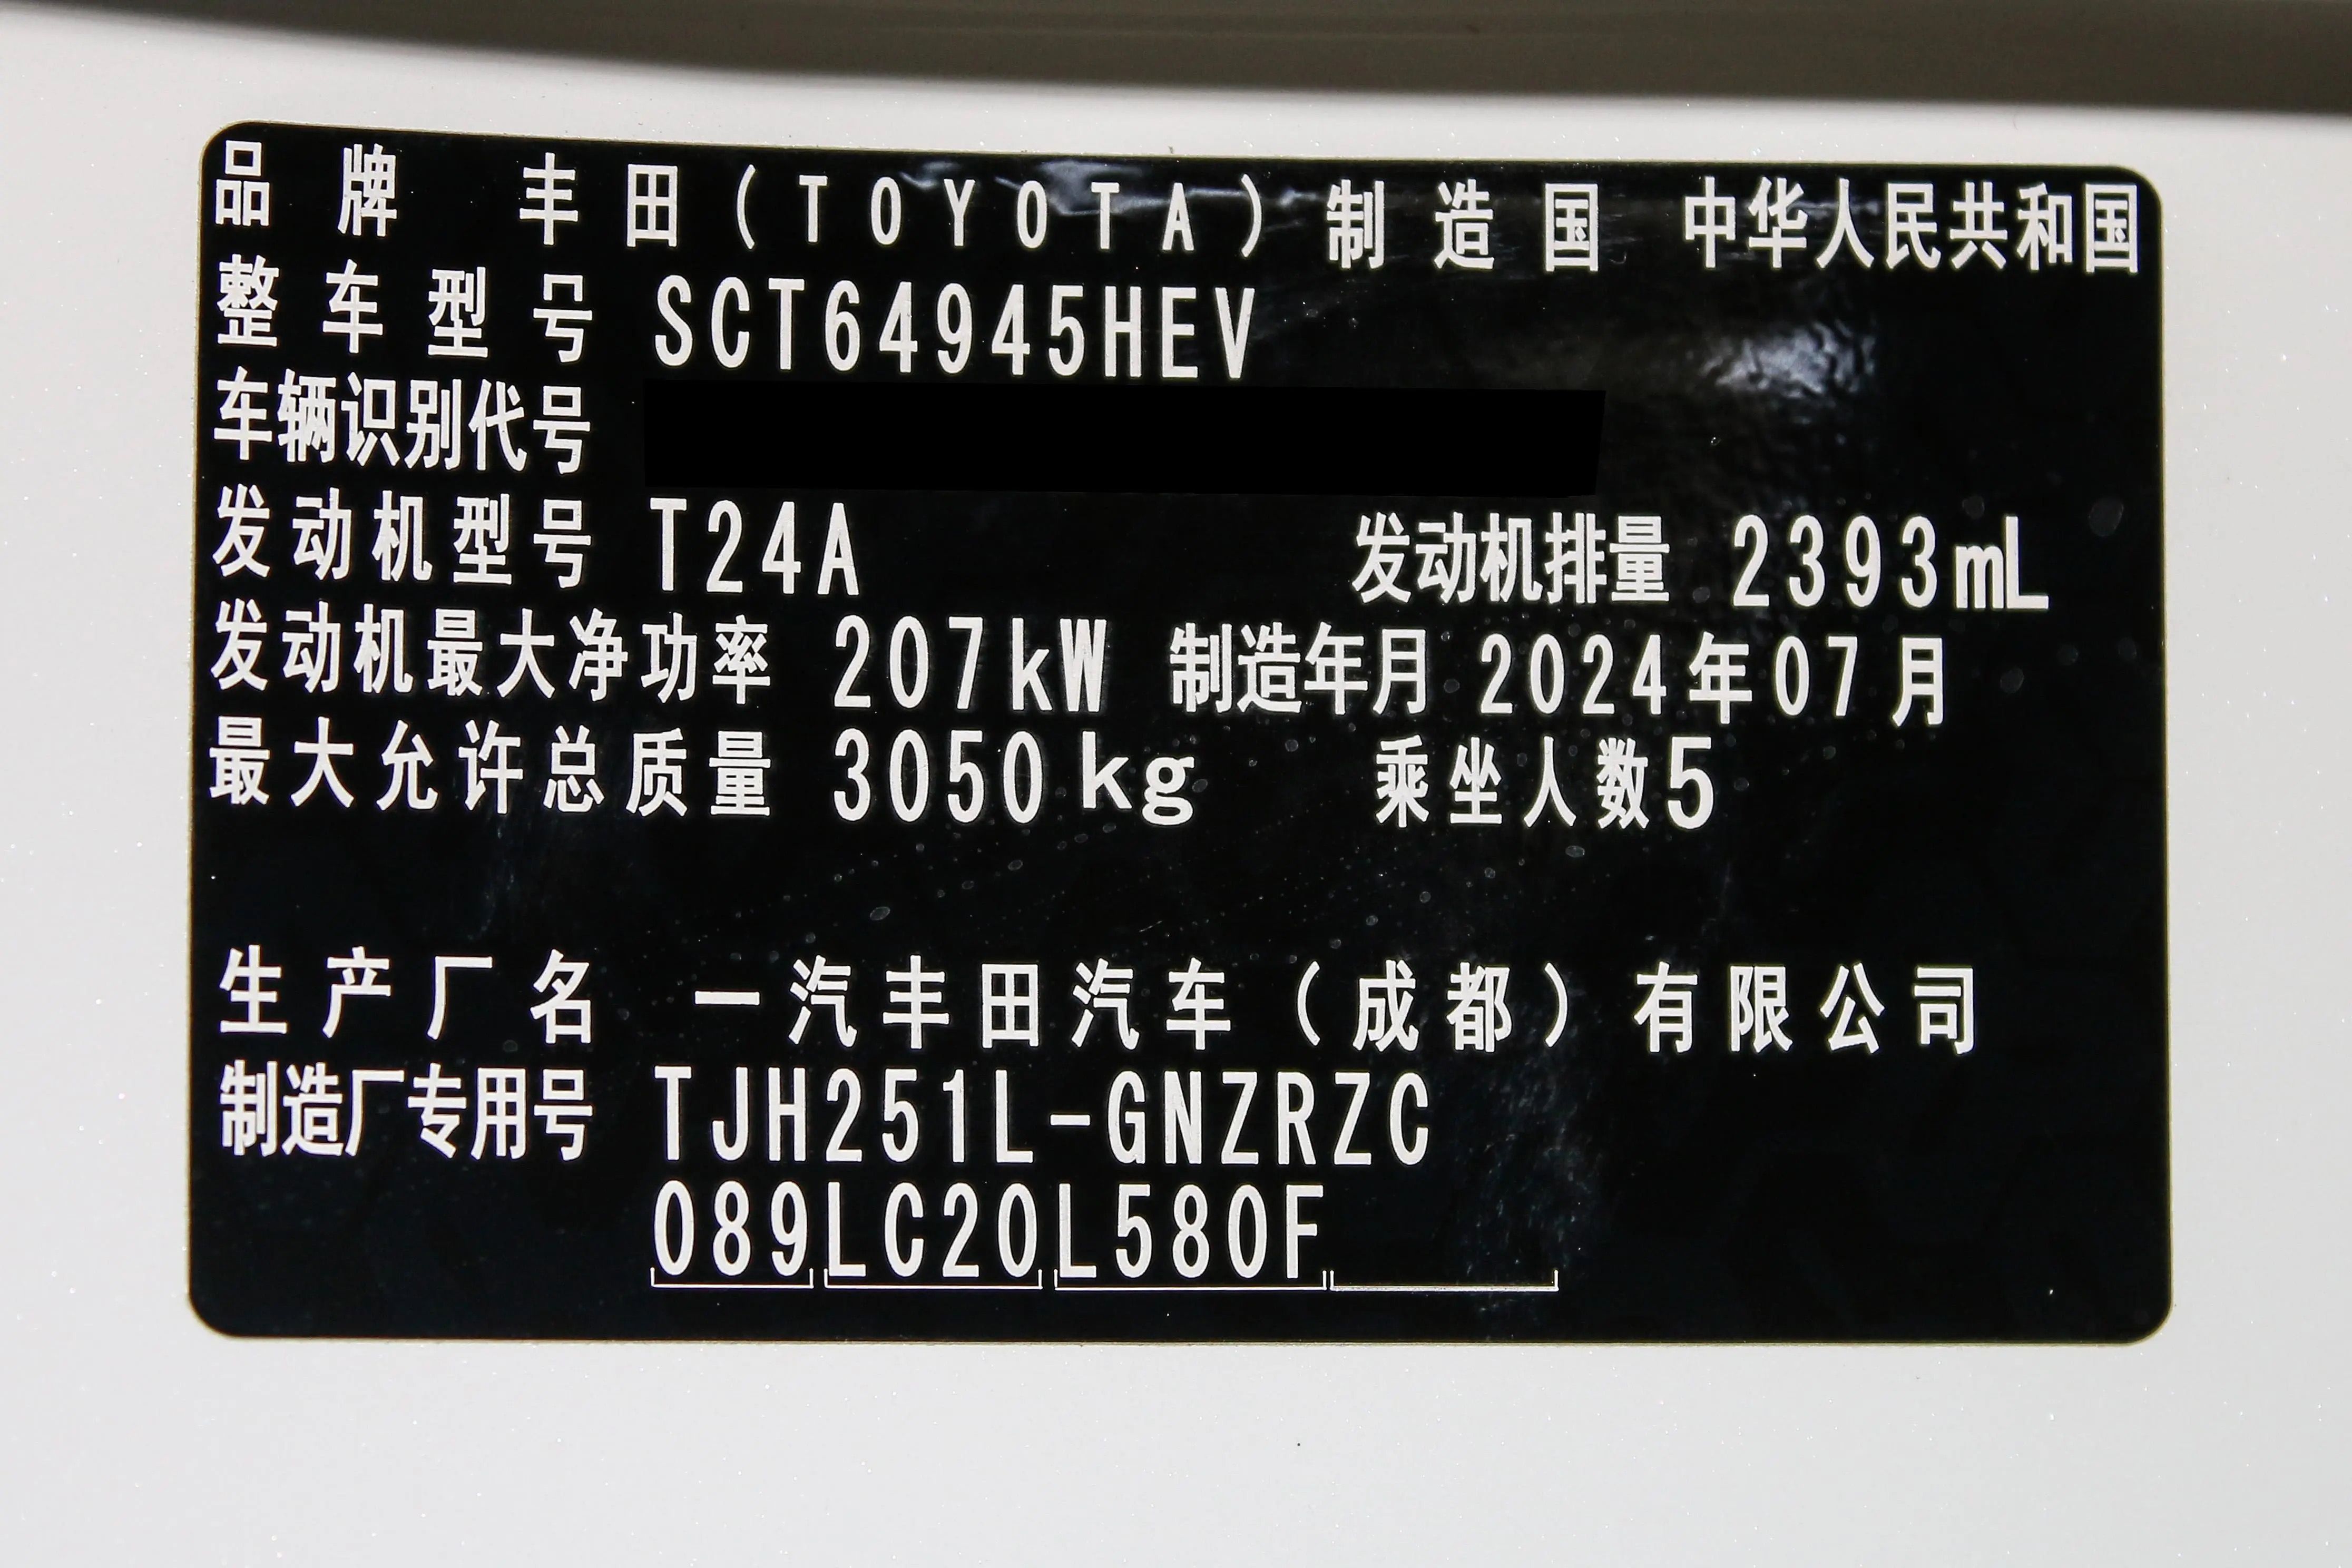 品牌 丰田(TOYOTA) 制造国 中华人民共和国
整车型号 SCT64945HEV
车辆识别代号
发动机型号 T24A 发动机排量 2393mL
发动机最大净功率 207kW 制造年月 2024年07月
最大允许总质量 3050kg 乘坐人数5
生产厂名 一汽丰田汽车(成都)有限公司
制造厂专用号 TJH251L-GNZRZC
089LC20L580F